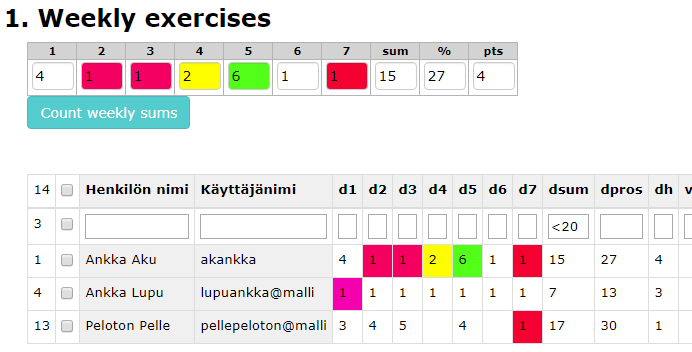 1. Weekly exercises
1 2 3 4 5 6 7 sum % pts
4 1 1 2 6 1 1 15 27 4
Count weekly sums
14 Henkilön nimi Käyttäjänimi d1 d2 d3 d4 d5 d6 d7 dsum dpros dh v
3 <20
1 Ankka Aku akankka 4 1 1 2 6 1 1 15 27 4
4 Ankka Lupu lupuankka@malli 1 1 1 1 1 1 1 7 13 3
13 Peloton Pelle pellepeloton@malli 3 4 5 4 1 17 30 1